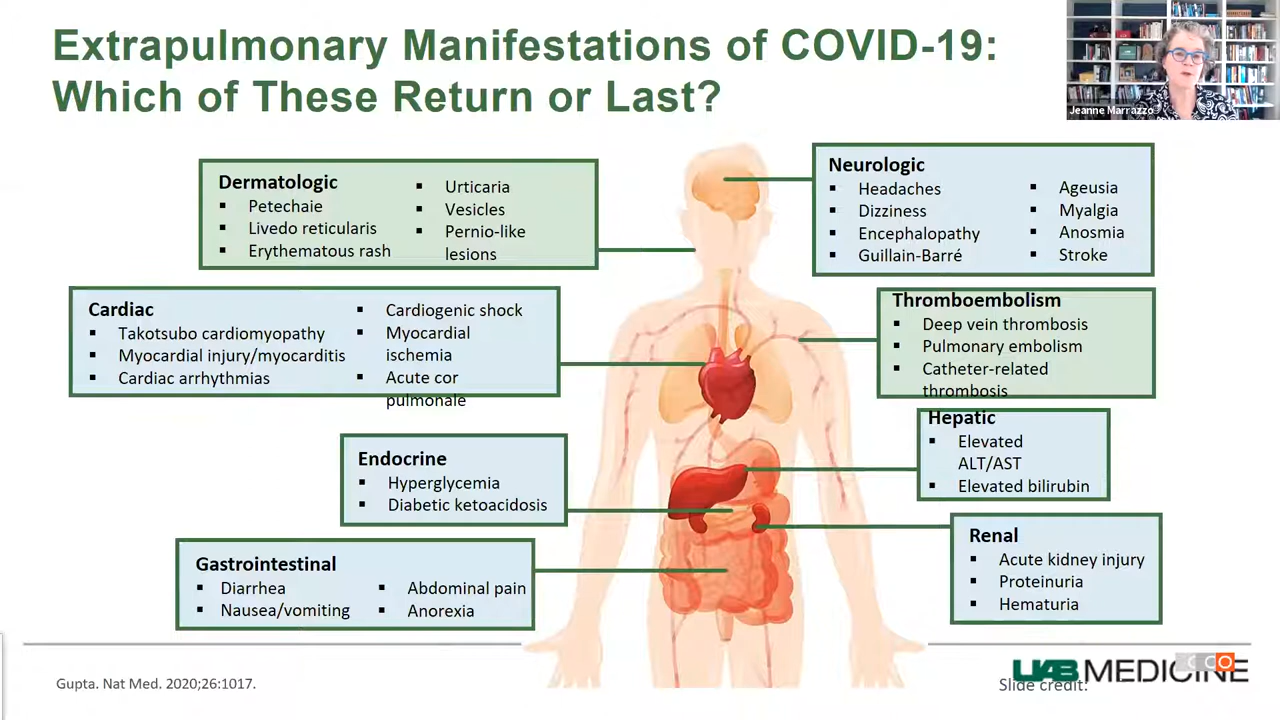 Extrapulmonary Manifestations of COVID-19:
Which of These Return or Last?
Jeanne Marrazzo
Dermatologic
▪ Petechaie
▪ Livedo reticularis
▪ Erythematous rash
▪ Urticaria
▪ Vesicles
▪ Pernio-like
lesions
Neurologic
▪ Headaches
▪ Dizziness
▪ Encephalopathy
▪ Guillain-Barré
▪ Ageusia
▪ Myalgia
▪ Anosmia
▪ Stroke
Cardiac
▪ Takotsubo cardiomyopathy
▪ Myocardial injury/myocarditis
▪ Cardiac arrhythmias
▪ Cardiogenic shock
▪ Myocardial
ischemia
▪ Acute cor
pulmonale
Thromboembolism
▪ Deep vein thrombosis
▪ Pulmonary embolism
▪ Catheter-related
thrombosis
Hepatic
▪ Elevated
ALT/AST
▪ Elevated bilirubin
Endocrine
▪ Hyperglycemia
▪ Diabetic ketoacidosis
Renal
▪ Acute kidney injury
▪ Proteinuria
▪ Hematuria
Gastrointestinal
▪ Diarrhea
▪ Nausea/vomiting
▪ Abdominal pain
▪ Anorexia
Gupta. Nat Med. 2020;26:1017.
UAB MEDICINE
Slide credit: